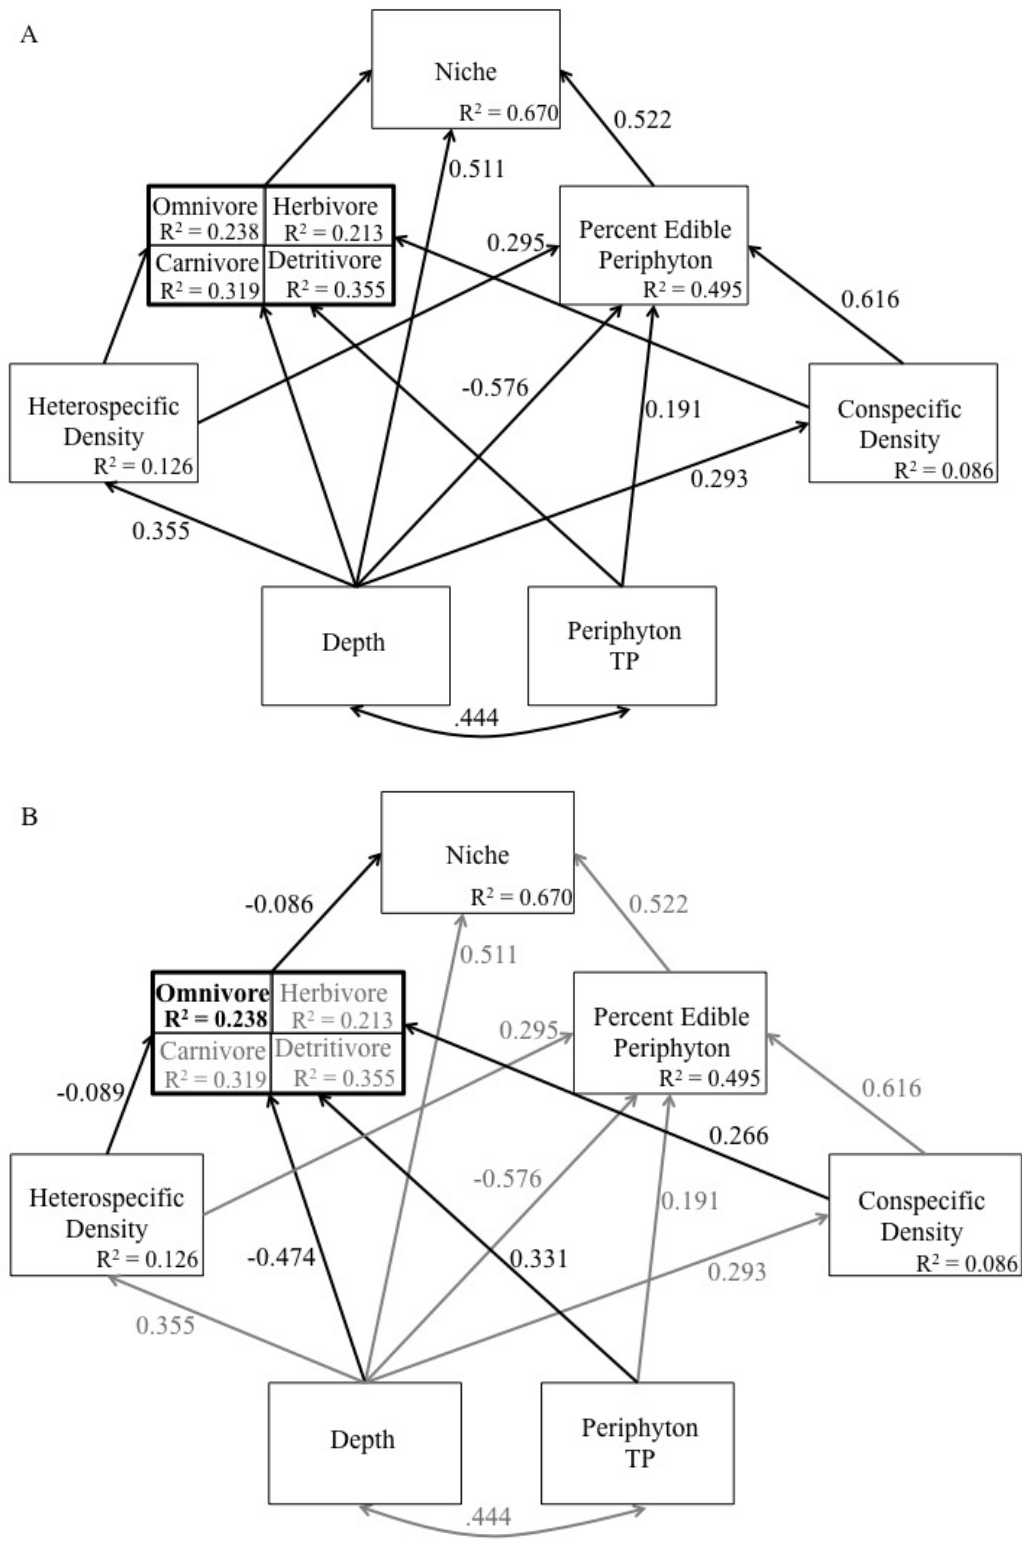 A
Niche
R² = 0.670
0.522
0.511
Omnivore
R² = 0.238
Herbivore
R² = 0.213
Carnivore
R² = 0.319
Detritivore
R² = 0.355
0.295
Percent Edible
Periphyton
R² = 0.495
0.616
-0.576
0.191
Heterospecific
Density
R² = 0.126
Conspecific
Density
R² = 0.086
0.293
0.355
Depth
Periphyton
TP
.444
B
Niche
R² = 0.670
-0.086
0.522
0.511
Omnivore
R² = 0.238
Herbivore
R² = 0.213
Carnivore
R² = 0.319
Detritivore
R² = 0.355
0.295
Percent Edible
Periphyton
R² = 0.495
-0.089
0.616
0.266
-0.576
0.191
Heterospecific
Density
R² = 0.126
Conspecific
Density
R² = 0.086
-0.474
0.331
0.293
0.355
Depth
Periphyton
TP
.444